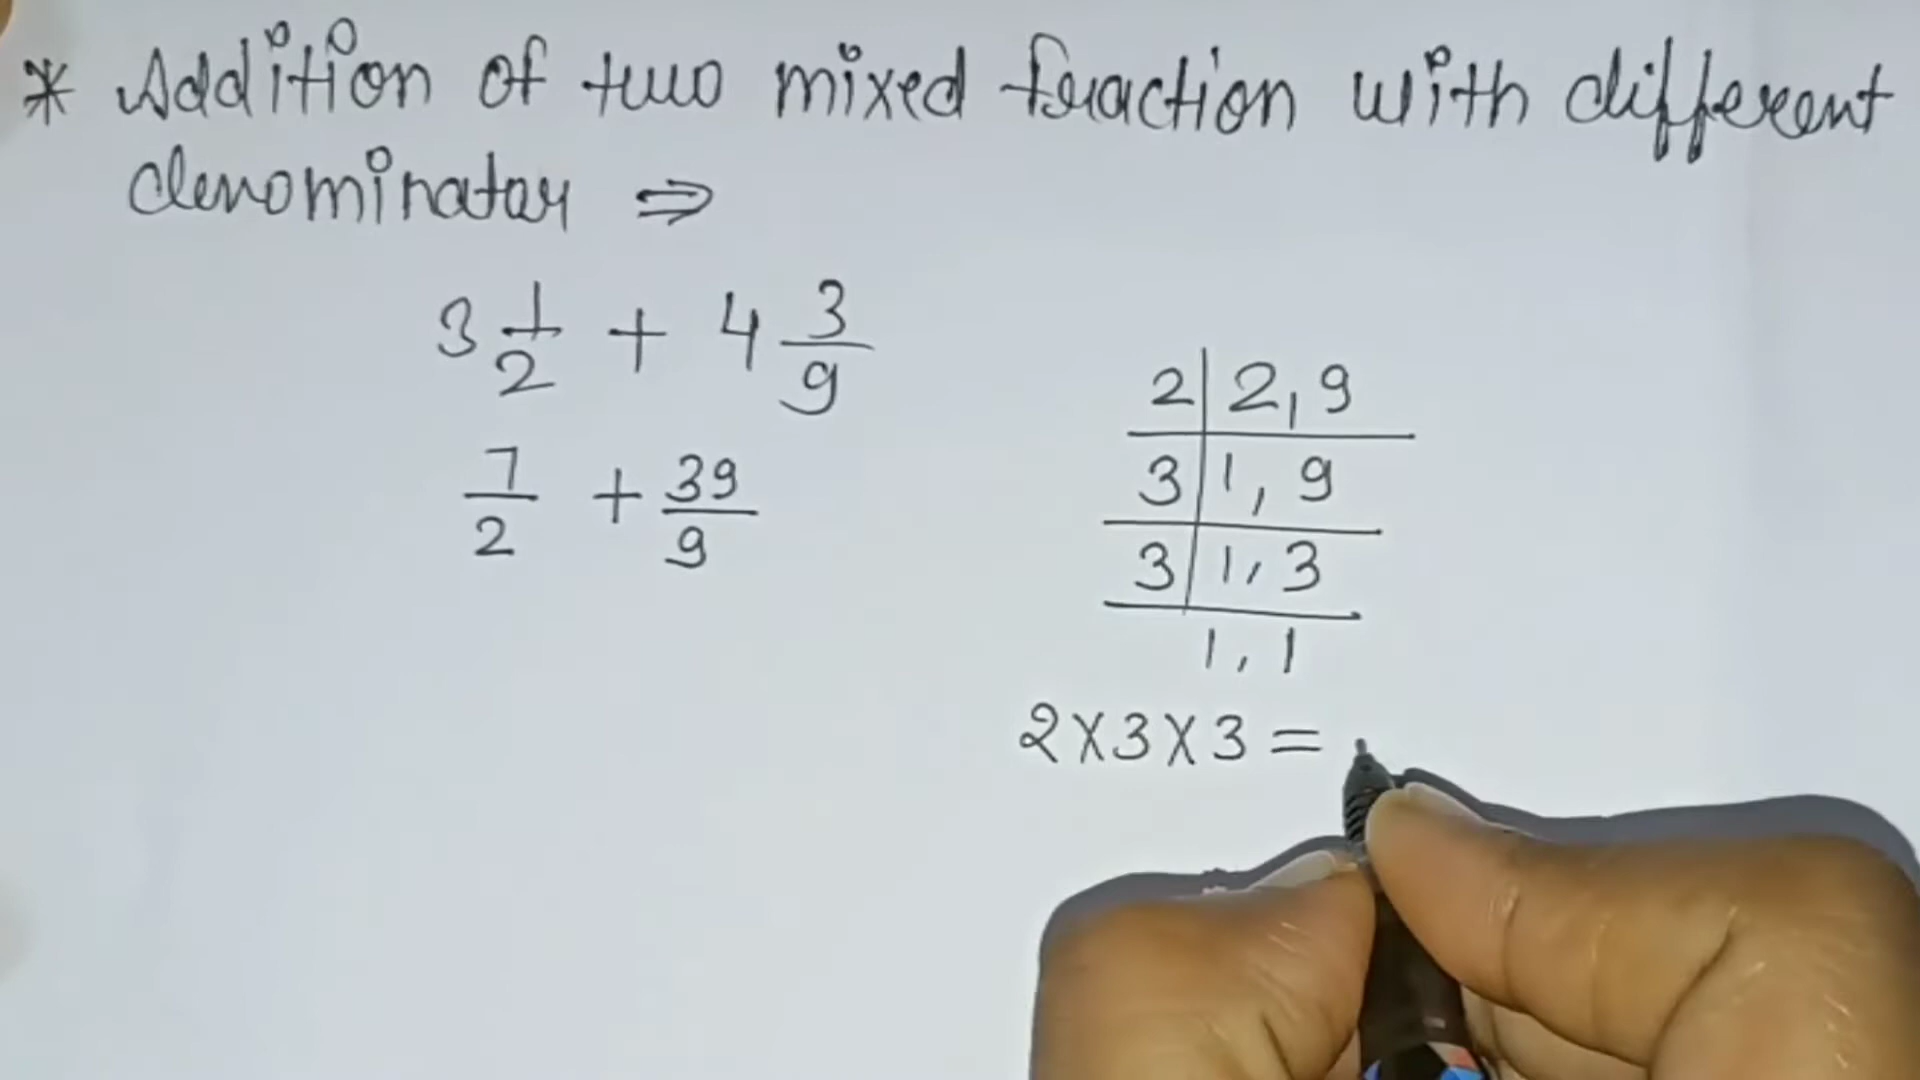 * Addition of two mixed fraction with different
denominator ⇒
3 1/2 + 4 3/9
7/2 + 39/9
2 | 2, 9
3 | 1, 9
3 | 1, 3
1, 1
2×3×3 =